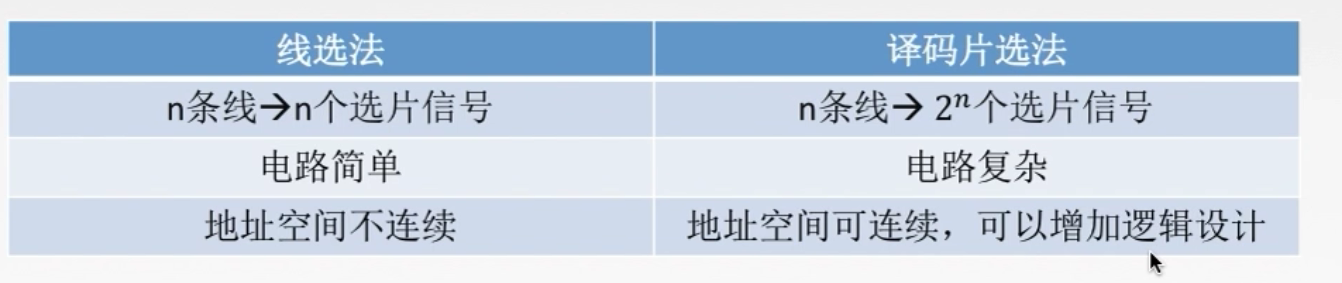 线选法 译码片选法
n条线→n个选片信号 n条线→ 2ⁿ个选片信号
电路简单 电路复杂
地址空间不连续 地址空间可连续，可以增加逻辑设计